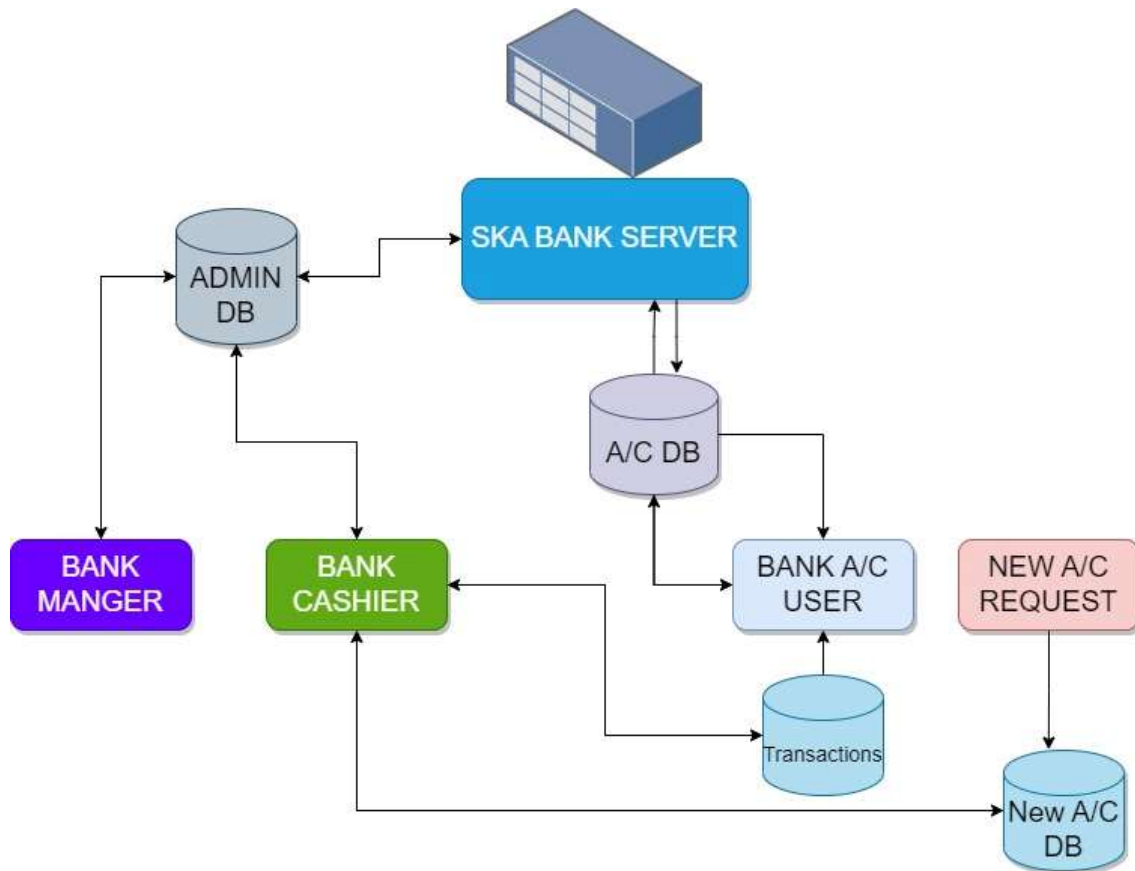 SKA BANK SERVER
ADMIN
DB
A/C DB
BANK
MANGER
BANK
CASHIER
BANK A/C
USER
NEW A/C
REQUEST
Transactions
New A/C
DB